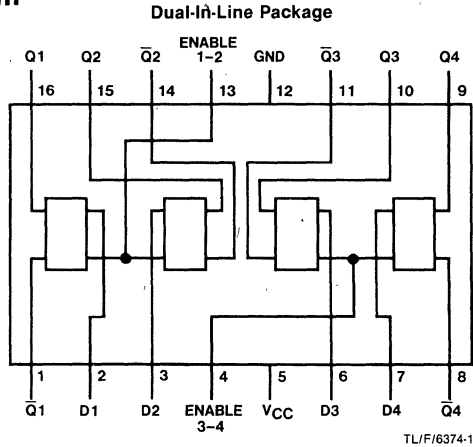 Dual-In-Line Package
Q1 Q2 Q̅2 ENABLE 1-2 GND Q̅3 Q3 Q4
16 15 14 13 12 11 10 9
1 2 3 4 5 6 7 8
Q̅1 D1 D2 ENABLE 3-4 VCC D3 D4 Q̅4
TL/F/6374-1